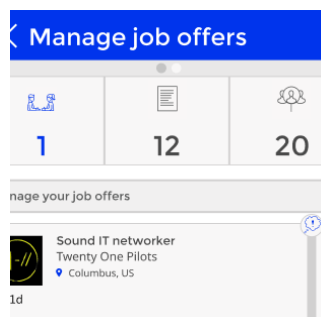 Manage job offers
1 12 20
nage your job offers
Sound IT networker
Twenty One Pilots
Columbus, US
1d